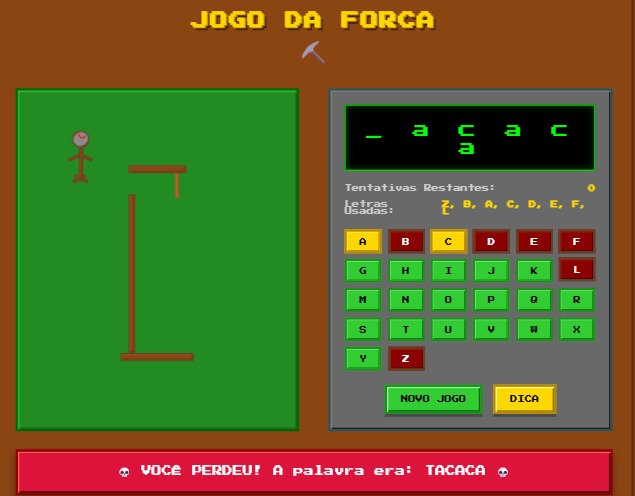 JOGO DA FORCA
_ a c a c
a
Tentativas Restantes: 0
Letras Usadas: Z, B, A, C, D, E, F, L
A B C D E F
G H I J K L
M N O P Q R
S T U V W X
Y Z
NOVO JOGO DICA
VOCÊ PERDEU! A palavra era: TACACA